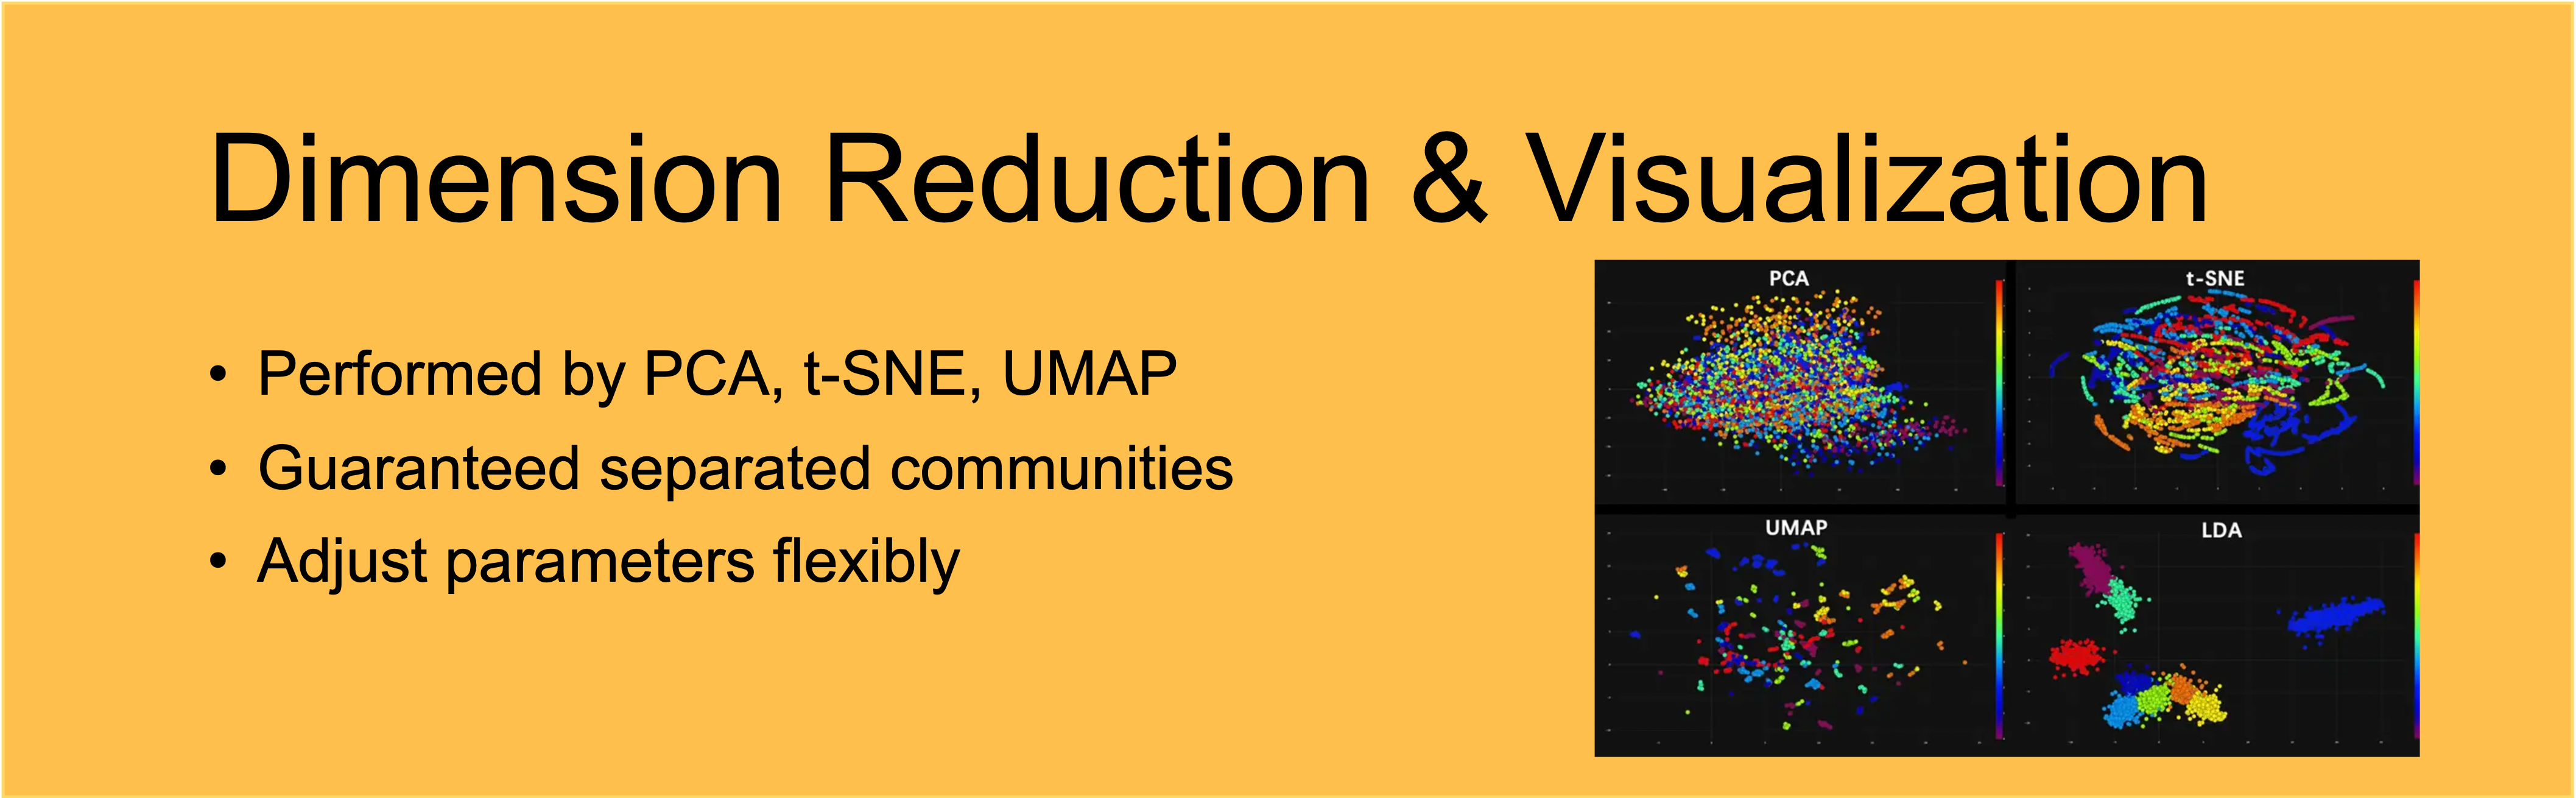 Dimension Reduction & Visualization
• Performed by PCA, t-SNE, UMAP
• Guaranteed separated communities
• Adjust parameters flexibly
PCA
t-SNE
UMAP
LDA